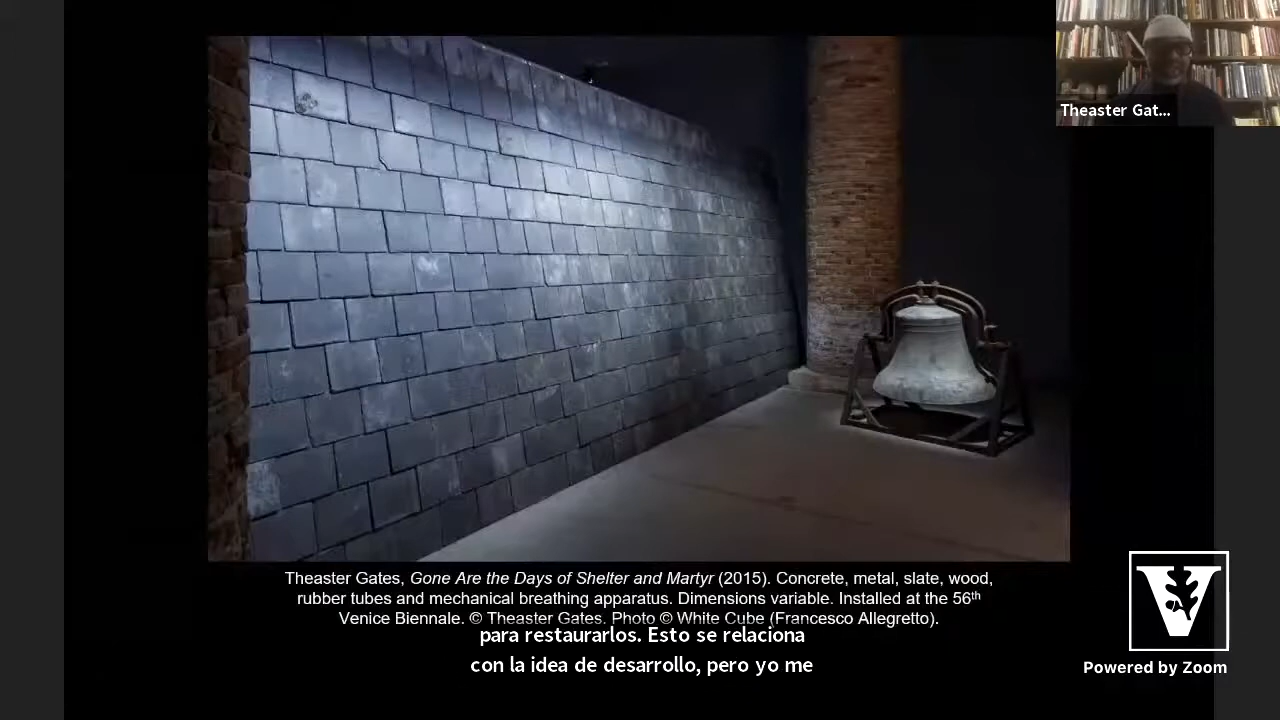 Theaster Gat...
Theaster Gates, Gone Are the Days of Shelter and Martyr (2015). Concrete, metal, slate, wood,
rubber tubes and mechanical breathing apparatus. Dimensions variable. Installed at the 56th
Venice Biennale. © Theaster Gates. Photo © White Cube (Francesco Allegretto).
para restaurarlos. Esto se relaciona
con la idea de desarrollo, pero yo me
V
Powered by Zoom